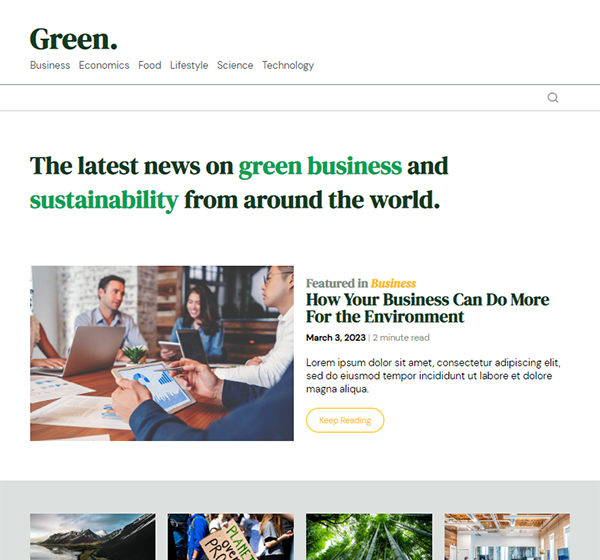 Green.
Business Economics Food Lifestyle Science Technology
The latest news on green business and
sustainability from around the world.
Featured in Business
How Your Business Can Do More
For the Environment
March 3, 2023 | 2 minute read
Lorem ipsum dolor sit amet, consectetur adipiscing elit,
sed do eiusmod tempor incididunt ut labore et dolore
magna aliqua.
Keep Reading
PLANET
over
PRO